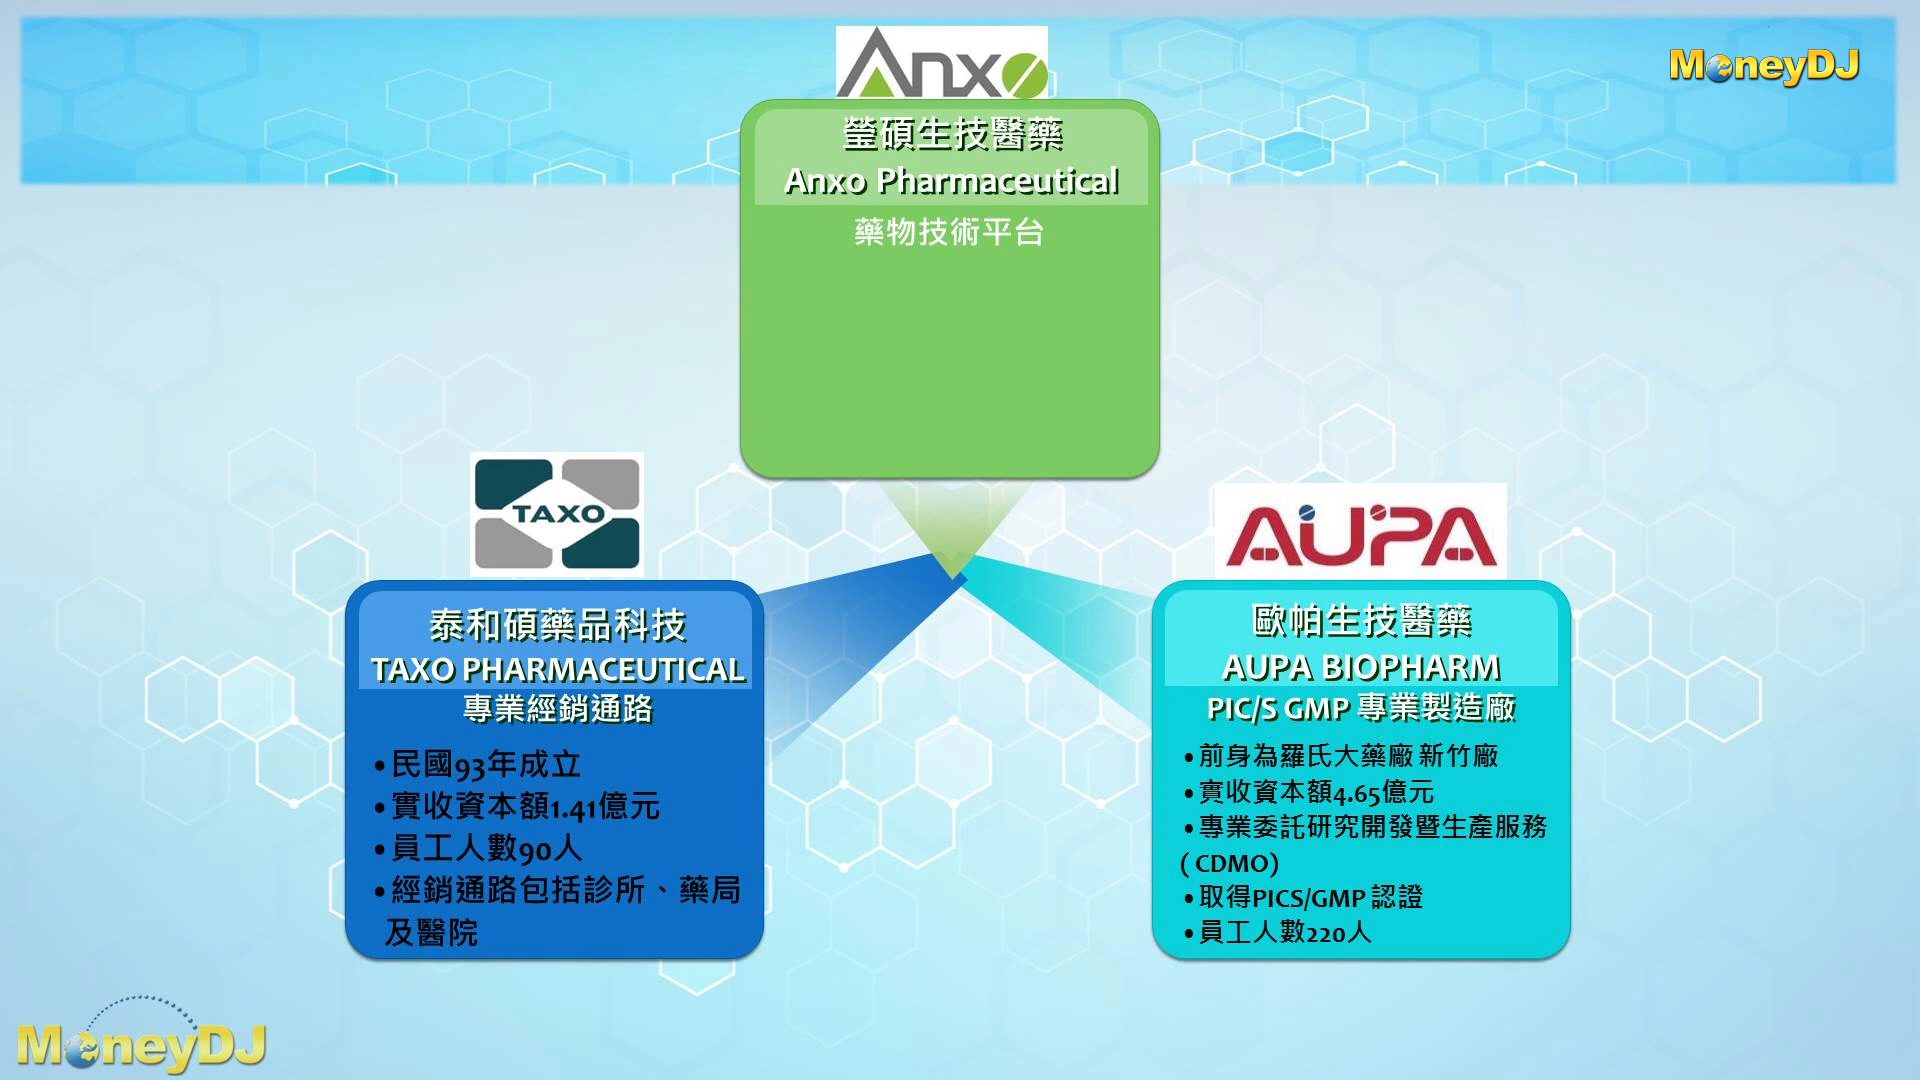 Anxo
MoneyDJ
瑩碩生技醫藥
Anxo Pharmaceutical
藥物技術平台
TAXO
泰和碩藥品科技
TAXO PHARMACEUTICAL
專業經銷通路
•民國93年成立
•實收資本額1.41億元
•員工人數90人
•經銷通路包括診所、藥局
及醫院
AUPA
歐帕生技醫藥
AUPA BIOPHARM
PIC/S GMP 專業製造廠
•前身為羅氏大藥廠 新竹廠
•實收資本額4.65億元
•專業委託研究開發暨生產服務
( CDMO)
•取得PICS/GMP 認證
•員工人數220人
MoneyDJ